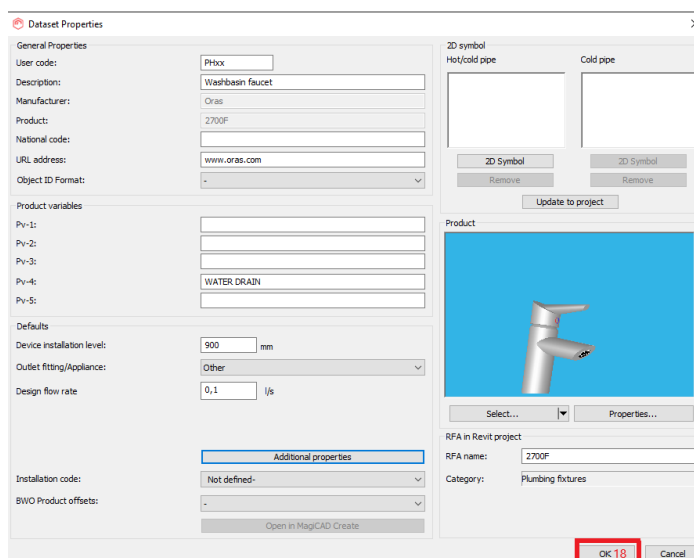 Dataset Properties
General Properties
User code: PHxx
Description: Washbasin faucet
Manufacturer: Oras
Product: 2700F
National code:
URL address: www.oras.com
Object ID Format: -
Product variables
Pv-1:
Pv-2:
Pv-3:
Pv-4: WATER DRAIN
Pv-5:
Defaults
Device installation level: 900 mm
Outlet fitting/Appliance: Other
Design flow rate 0,1 l/s
Additional properties
Installation code: Not defined-
BWO Product offsets: -
Open in MagiCAD Create
2D symbol
Hot/cold pipe Cold pipe
2D Symbol 2D Symbol
Remove Remove
Update to project
Product
Select... Properties...
RFA in Revit project
RFA name: 2700F
Category: Plumbing fixtures
OK 18 Cancel